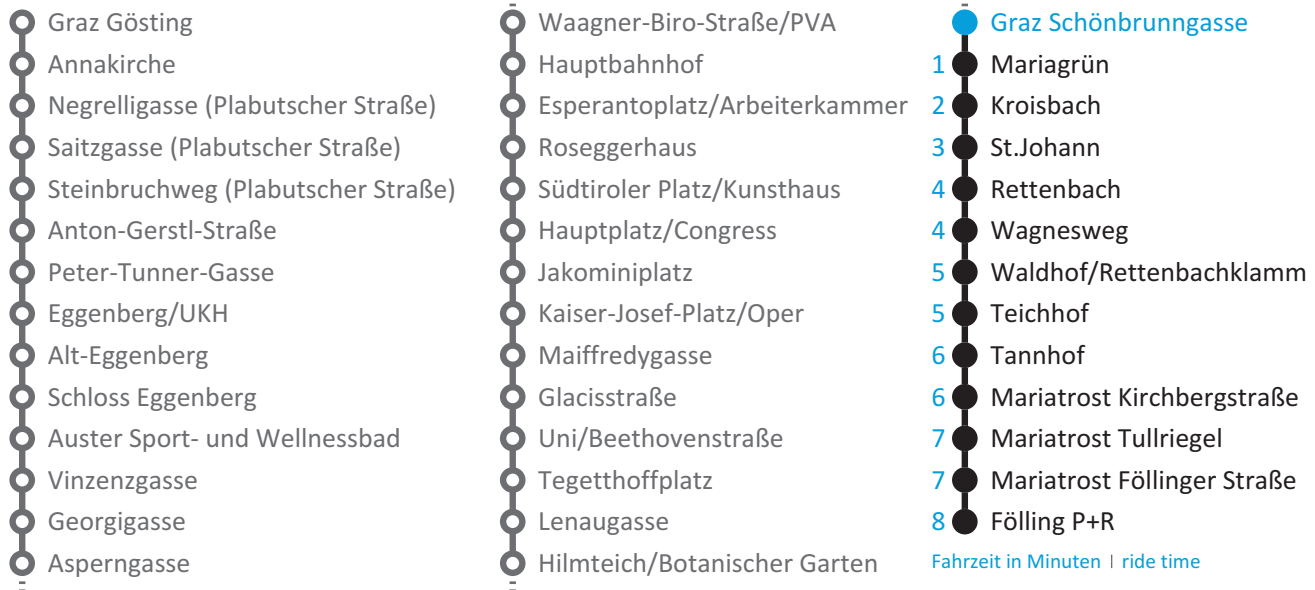 Graz Gösting
Annakirche
Negrelligasse (Plabutscher Straße)
Saitzgasse (Plabutscher Straße)
Steinbruchweg (Plabutscher Straße)
Anton-Gerstl-Straße
Peter-Tunner-Gasse
Eggenberg/UKH
Alt-Eggenberg
Schloss Eggenberg
Auster Sport- und Wellnessbad
Vinzenzgasse
Georgigasse
Asperngasse
Waagner-Biro-Straße/PVA
Hauptbahnhof
Esperantoplatz/Arbeiterkammer
Roseggerhaus
Südtiroler Platz/Kunsthaus
Hauptplatz/Congress
Jakominiplatz
Kaiser-Josef-Platz/Oper
Maiffredygasse
Glacisstraße
Uni/Beethovenstraße
Tegetthoffplatz
Lenaugasse
Hilmteich/Botanischer Garten
Graz Schönbrunngasse
1 Mariagrün
2 Kroisbach
3 St.Johann
4 Rettenbach
4 Wagnesweg
5 Waldhof/Rettenbachklamm
5 Teichhof
6 Tannhof
6 Mariatrost Kirchbergstraße
7 Mariatrost Tullriegel
7 Mariatrost Föllinger Straße
8 Fölling P+R
Fahrzeit in Minuten | ride time